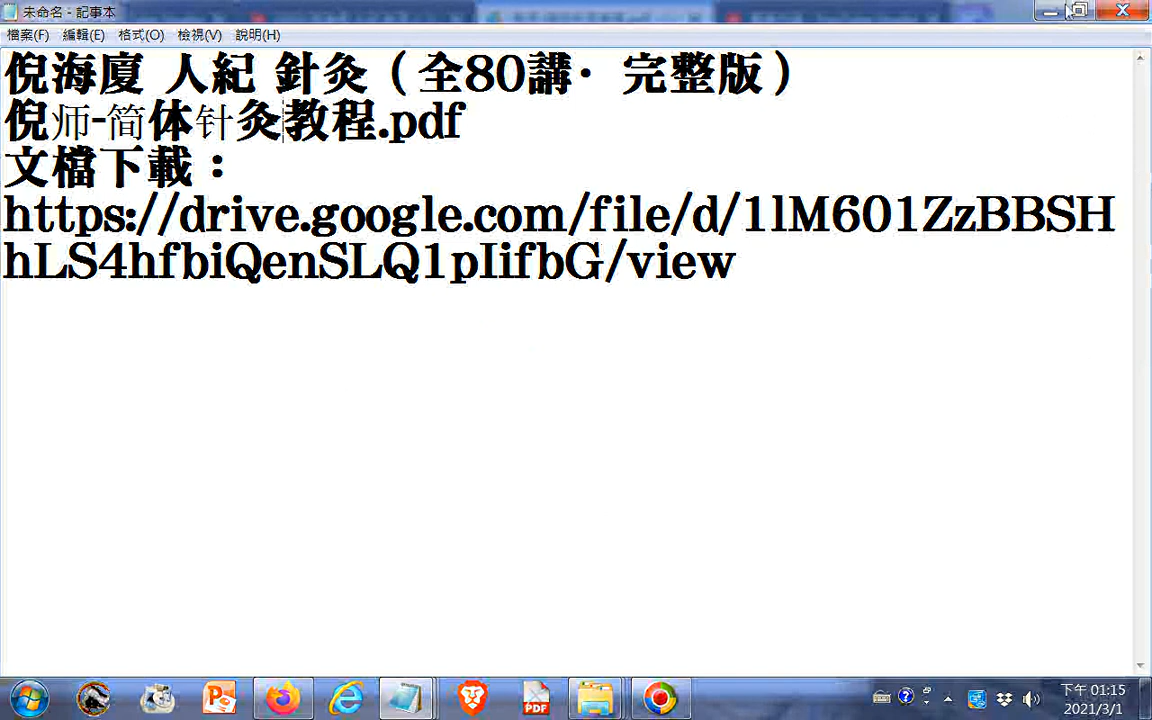 未命名 - 記事本
檔案(F) 編輯(E) 格式(O) 檢視(V) 說明(H)
倪海廈 人紀 針灸（全80講· 完整版）
倪师-简体针灸教程.pdf
文檔下載：
https://drive.google.com/file/d/1lM601ZzBBSH
hLS4hfbiQenSLQ1pIifbG/view
PDF
下午 01:15
2021/3/1